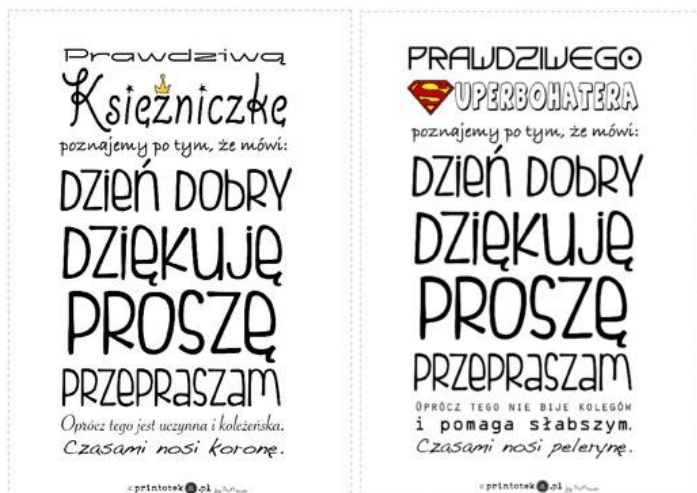 Prawdziwą
Księżniczkę
poznajemy po tym, że mówi:
DZIEŃ DOBRY
DZIĘKUJĘ
PROSZĘ
PRZEPRASZAM
Oprócz tego jest uczynna i koleżeńska.
Czasami nosi koronę.
printotek@.pl
PRAWDZIWEGO
SUPERBOHATERA
poznajemy po tym, że mówi:
DZIEŃ DOBRY
DZIĘKUJĘ
PROSZĘ
PRZEPRASZAM
OPRÓCZ TEGO NIE BIJE KOLEGÓW
i pomaga słabszym.
Czasami nosi pelerynę.
printotek@.pl